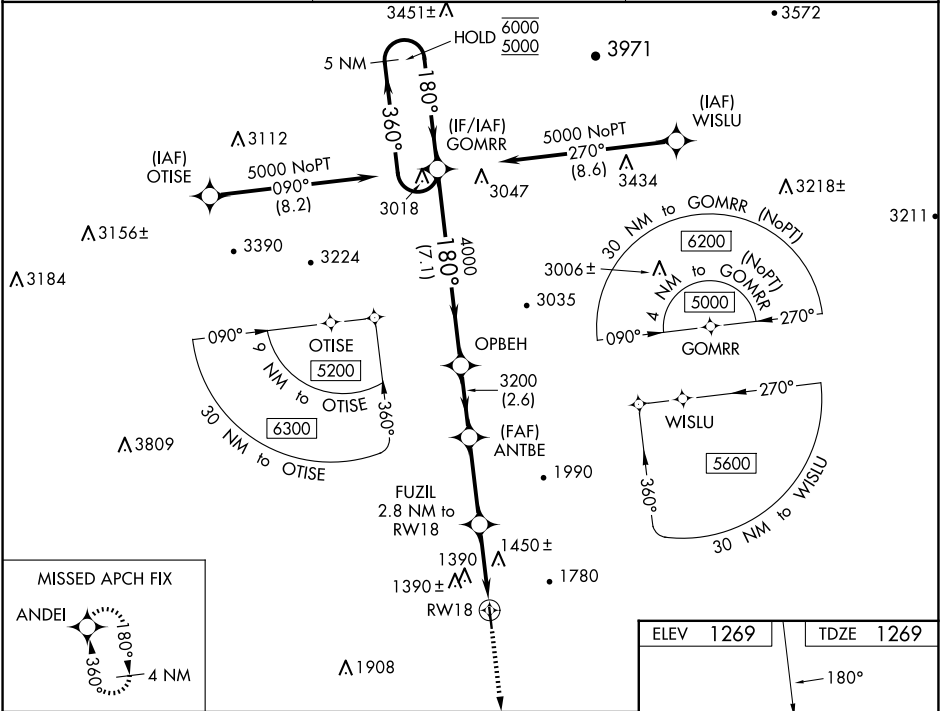 3451±
3572
HOLD 6000 5000
3971
5 NM
180°
360°
(IF/IAF)
GOMRR
(IAF)
WISLU
5000 NoPT
270°
(8.6)
3112
(IAF)
OTISE
5000 NoPT
090°
(8.2)
3018
3047
3434
3218±
3211
3156±
3390
3224
3184
4000
180°
(7.1)
3035
30 NM to GOMRR (NoPT)
6200
3006±
4 NM to GOMRR (NoPT)
5000
090°
270°
GOMRR
090°
OTISE
5200
9 NM to OTISE
360°
6300
30 NM to OTISE
OPBEH
3200
(2.6)
(FAF)
ANTBE
270°
WISLU
5600
360°
30 NM to WISLU
3809
1990
FUZIL
2.8 NM to
RW18
1390
1450±
1390±
1780
RW18
MISSED APCH FIX
ANDEI
180°
360°
4 NM
1908
ELEV 1269
TDZE 1269
180°